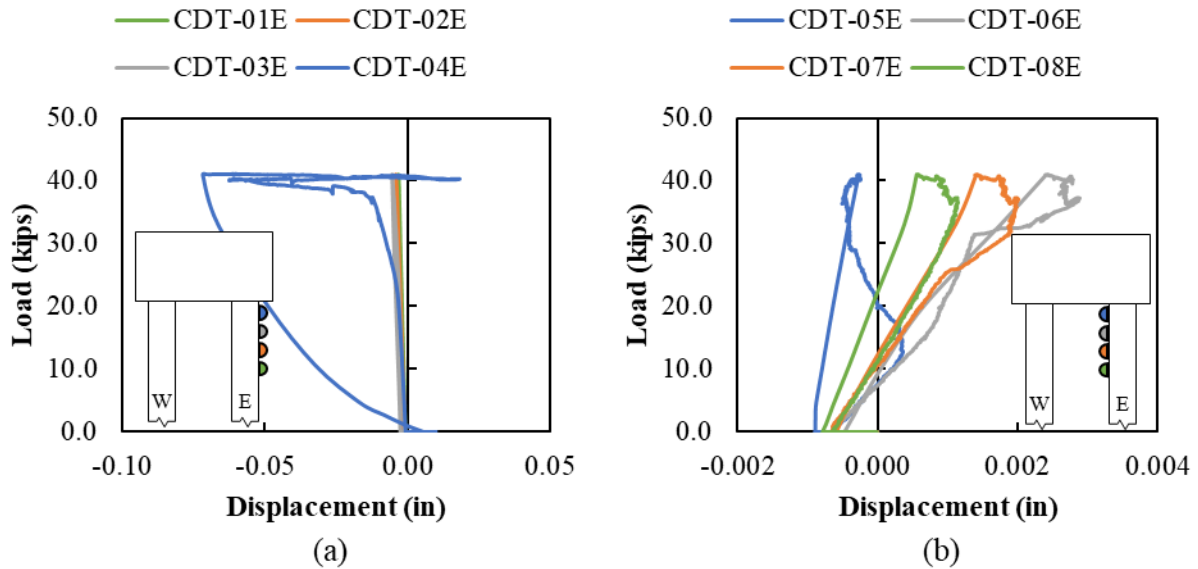 CDT-01E CDT-02E
CDT-03E CDT-04E
50.0
40.0
30.0
20.0
10.0
0.0
Load (kips)
W E
-0.10 -0.05 0.00 0.05
Displacement (in)
(a)
CDT-05E CDT-06E
CDT-07E CDT-08E
50.0
40.0
30.0
20.0
10.0
0.0
Load (kips)
W E
-0.002 0.000 0.002 0.004
Displacement (in)
(b)